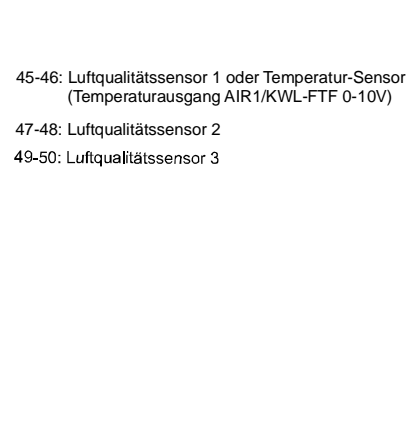 45-46: Luftqualitätssensor 1 oder Temperatur-Sensor
(Temperaturausgang AIR1/KWL-FTF 0-10V)
47-48: Luftqualitätssensor 2
49-50: Luftqualitätssensor 3